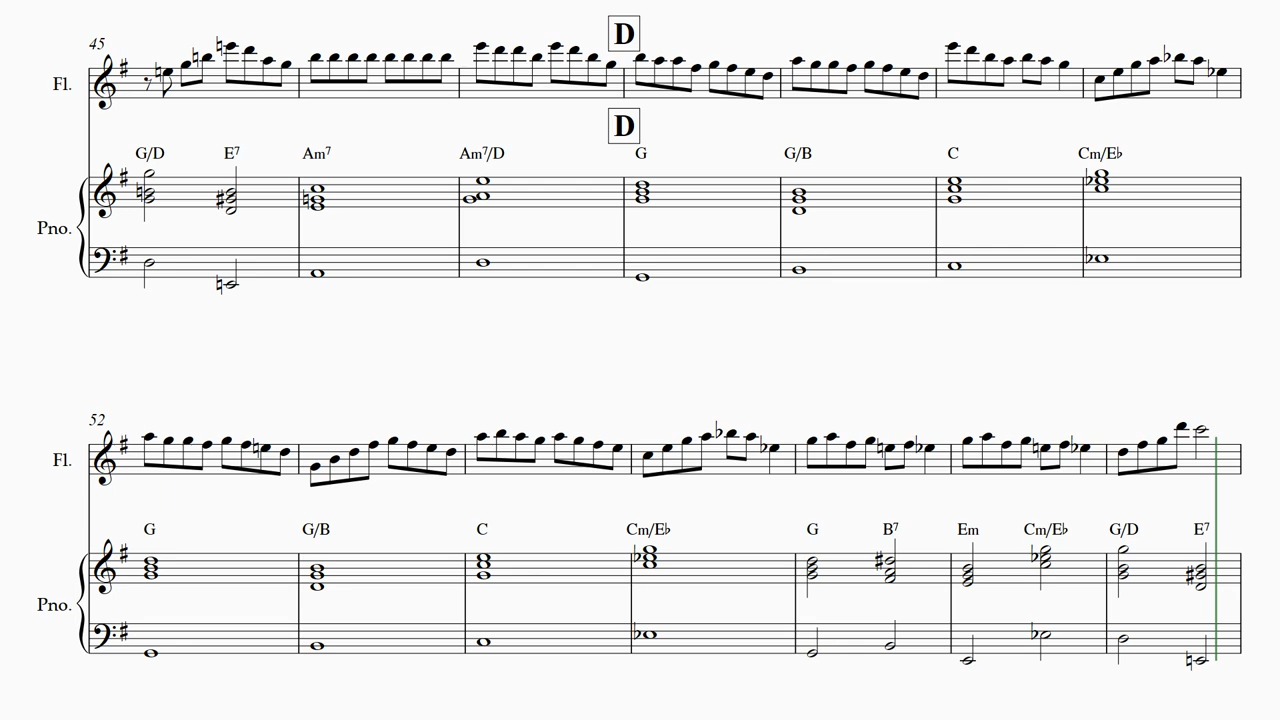 D
45
Fl.
D
G/D E7 Am7 Am7/D G G/B C Cm/E♭
Pno.
52
Fl.
G G/B C Cm/E♭ G B7 Em Cm/E♭ G/D E7
Pno.